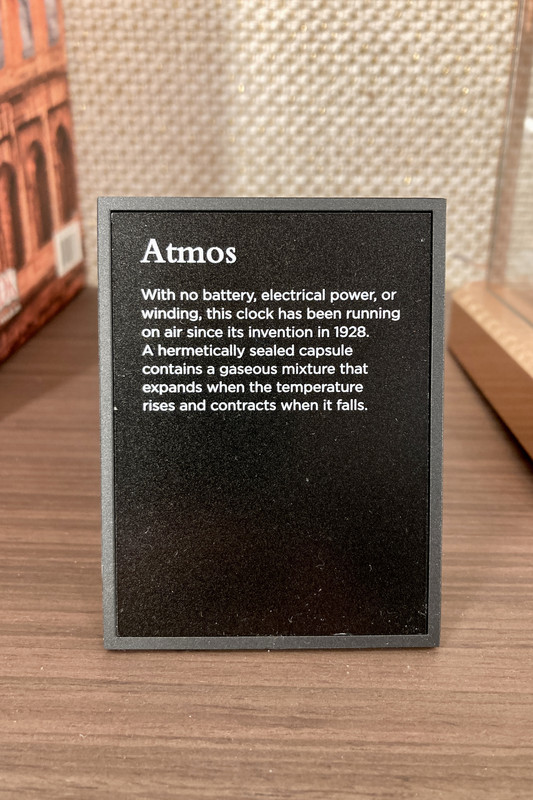 Atmos
With no battery, electrical power, or
winding, this clock has been running
on air since its invention in 1928.
A hermetically sealed capsule
contains a gaseous mixture that
expands when the temperature
rises and contracts when it falls.